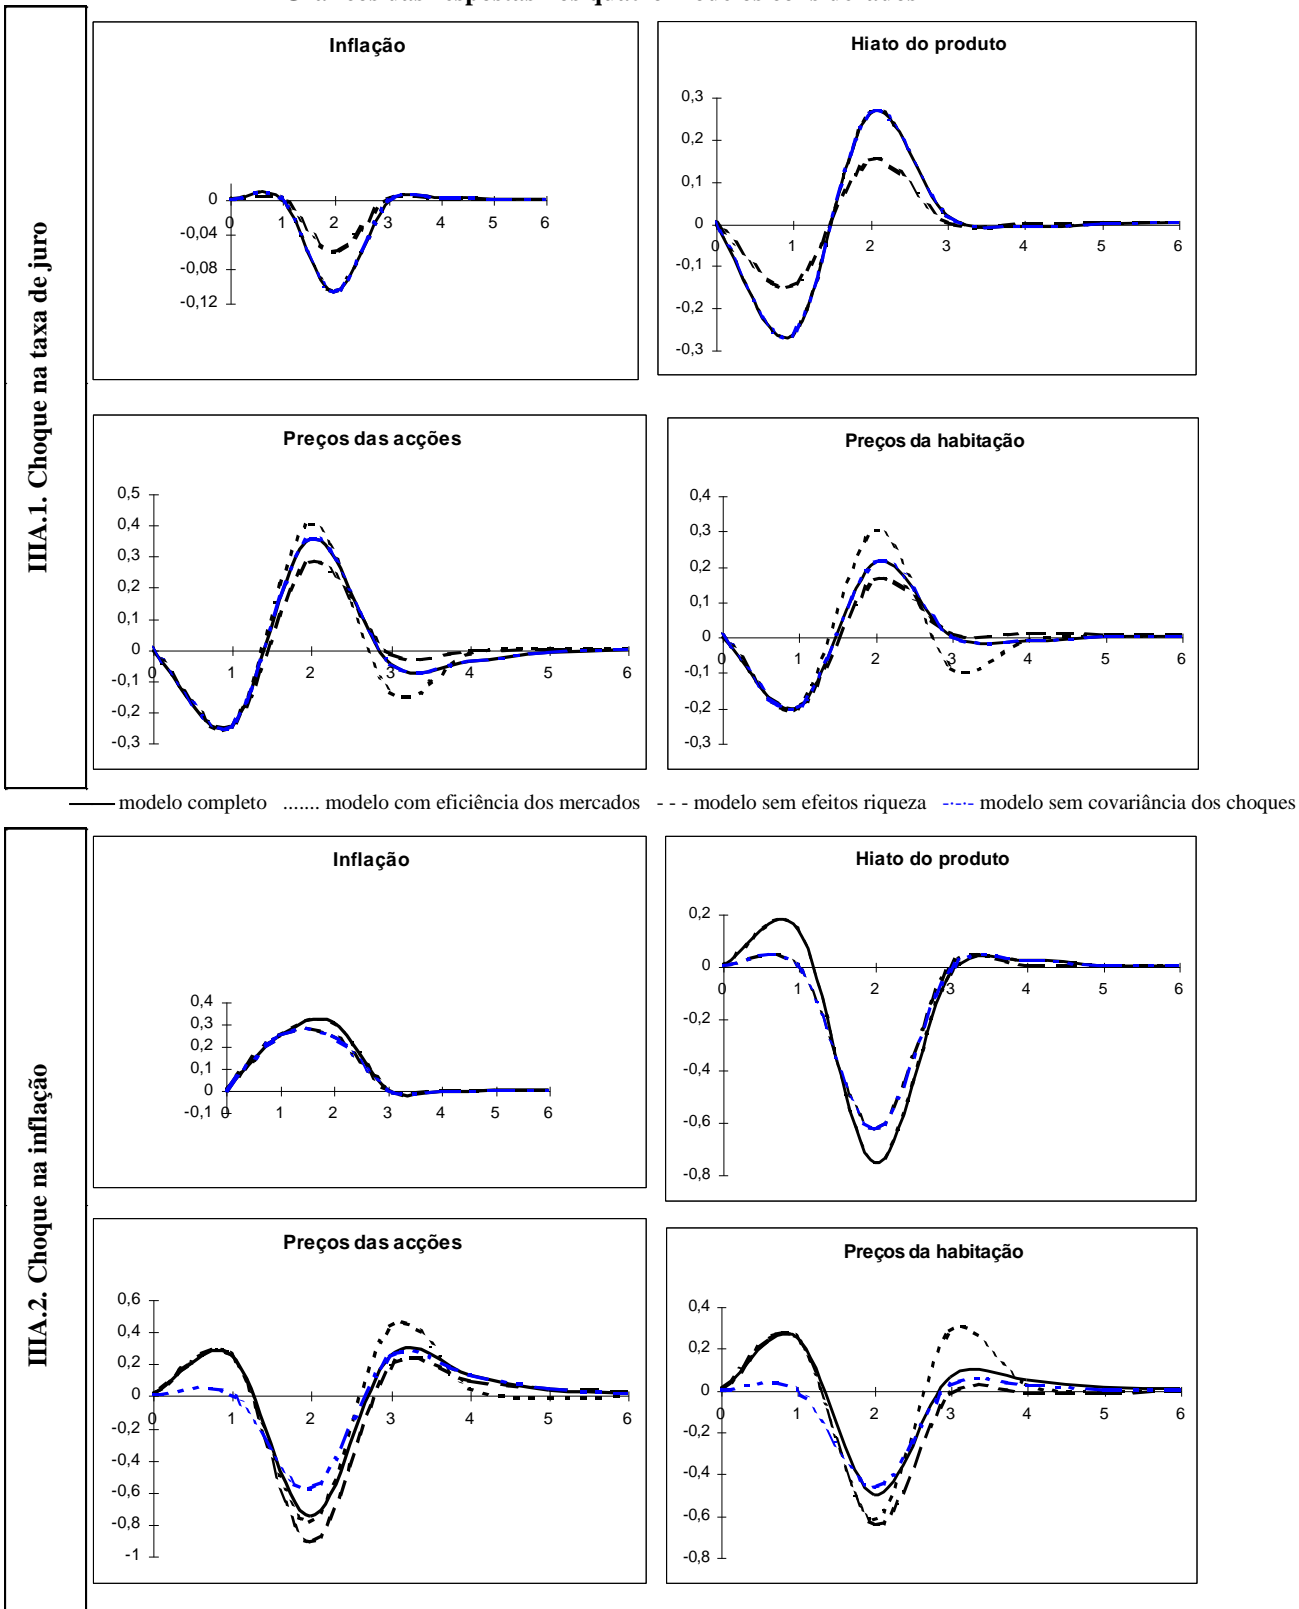 IIIA.1. Choque na taxa de juro
Inflação
0
-0,04
-0,08
-0,12
0 1 2 3 4 5 6
Hiato do produto
0,3
0,2
0,1
0
-0,1
-0,2
-0,3
0 1 2 3 4 5 6
Preços das acções
0,5
0,4
0,3
0,2
0,1
0
-0,1
-0,2
-0,3
0 1 2 3 4 5 6
Preços da habitação
0,4
0,3
0,2
0,1
0
-0,1
-0,2
-0,3
0 1 2 3 4 5 6
modelo completo ....... modelo com eficiência dos mercados - - - modelo sem efeitos riqueza modelo sem covariância dos choques
IIIA.2. Choque na inflação
Inflação
0,4
0,3
0,2
0,1
0
-0,1
0 1 2 3 4 5 6
Hiato do produto
0,2
0
-0,2
-0,4
-0,6
-0,8
0 1 2 3 4 5 6
Preços das acções
0,6
0,4
0,2
0
-0,2
-0,4
-0,6
-0,8
-1
0 1 2 3 4 5 6
Preços da habitação
0,4
0,2
0
-0,2
-0,4
-0,6
-0,8
0 1 2 3 4 5 6